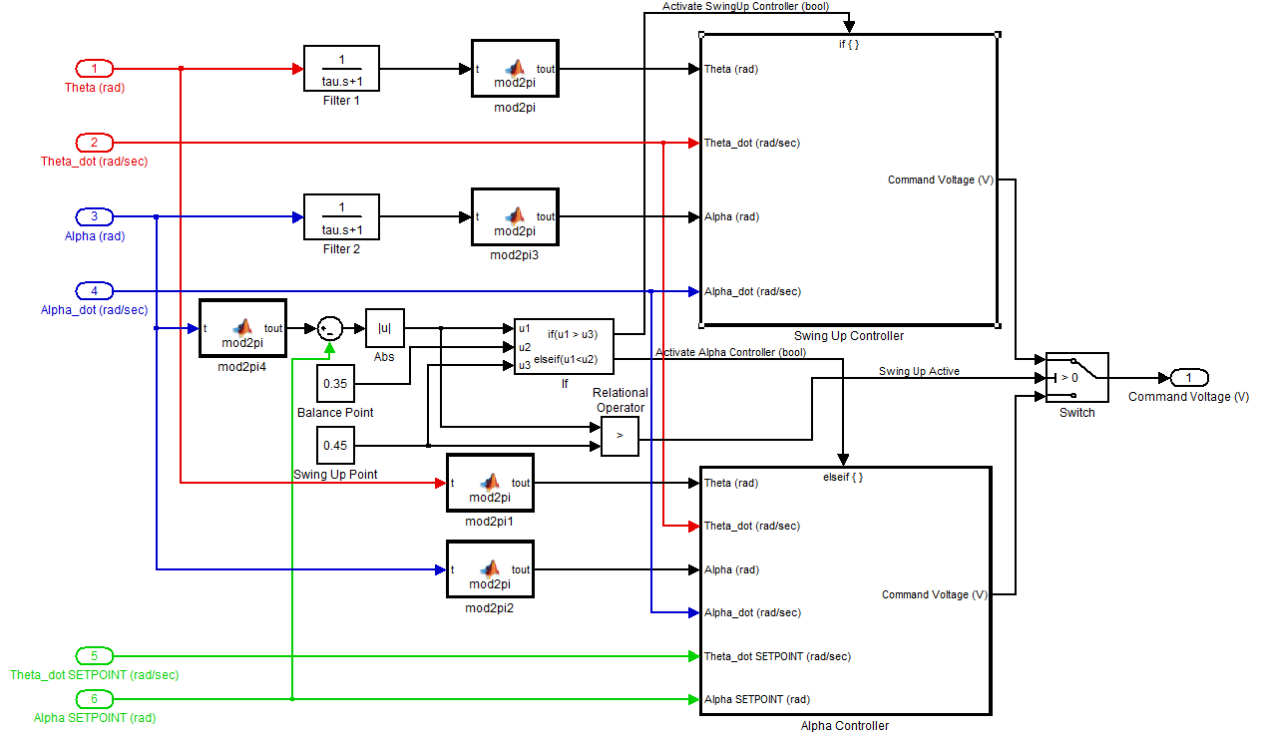 Activate SwingUp Controller (bool)
if { }
1
Theta (rad)
1
tau.s+1
Filter 1
t
tout
mod2pi
mod2pi
Theta (rad)
2
Theta_dot (rad/sec)
Theta_dot (rad/sec)
Command Voltage (V)
3
Alpha (rad)
1
tau.s+1
Filter 2
t
tout
mod2pi
mod2pi3
Alpha (rad)
4
Alpha_dot (rad/sec)
Alpha_dot (rad/sec)
Swing Up Controller
t
tout
mod2pi
mod2pi4
+
-
|u|
Abs
u1
u2
u3
if(u1 > u3)
elseif(u1<u2)
If
Activate Alpha Controller (bool)
0.35
Balance Point
0.45
Swing Up Point
Relational
Operator
>
Swing Up Active
> 0
Switch
1
Command Voltage (V)
elseif { }
t
tout
mod2pi
mod2pi1
Theta (rad)
Theta_dot (rad/sec)
t
tout
mod2pi
mod2pi2
Alpha (rad)
Command Voltage (V)
Alpha_dot (rad/sec)
5
Theta_dot SETPOINT (rad/sec)
Theta_dot SETPOINT (rad/sec)
6
Alpha SETPOINT (rad)
Alpha SETPOINT (rad)
Alpha Controller